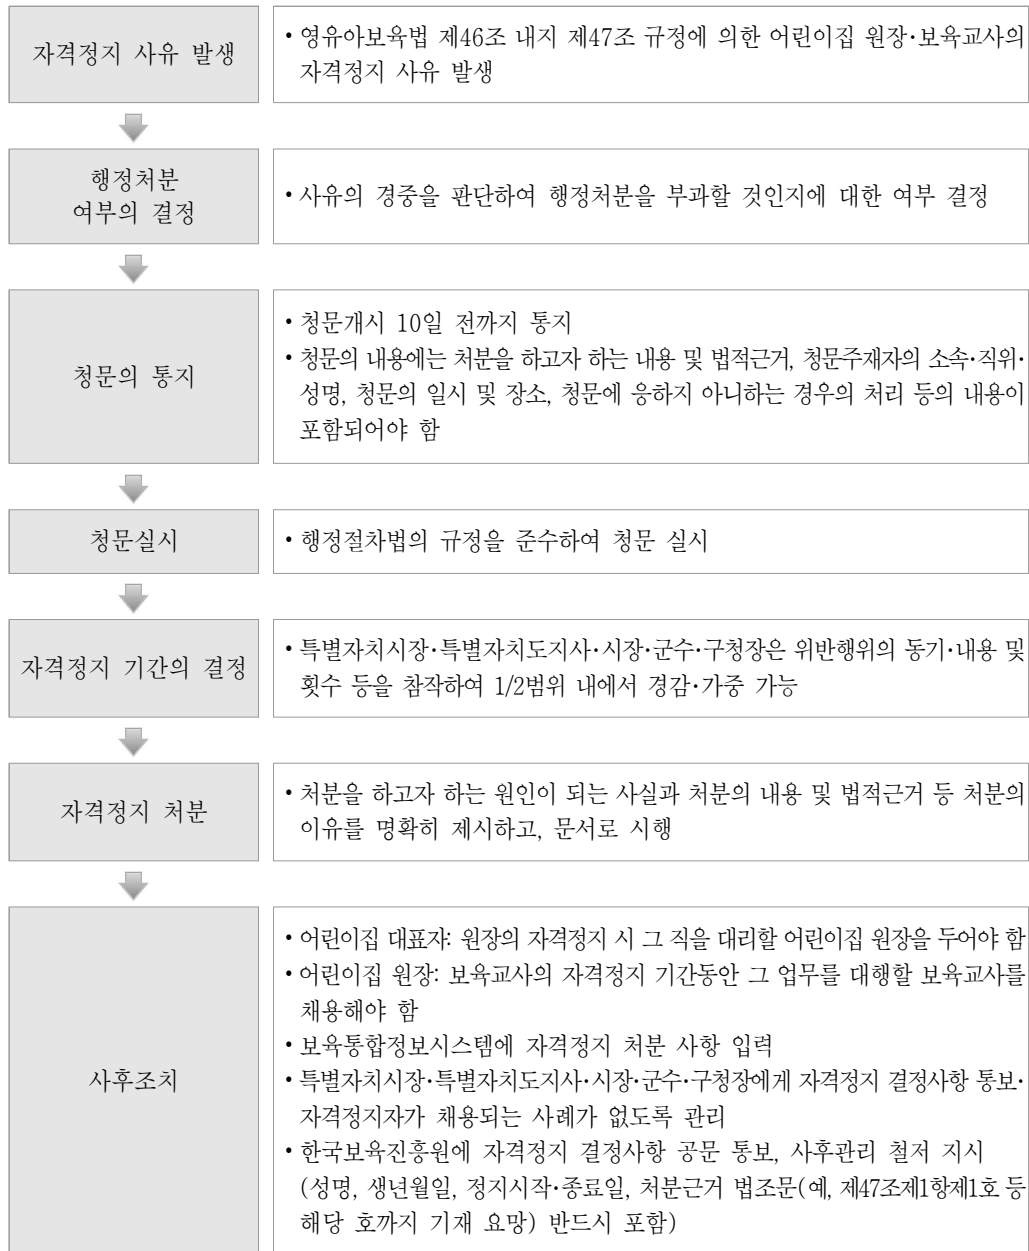 자격정지 사유 발생
•영유아보육법 제46조 내지 제47조 규정에 의한 어린이집 원장·보육교사의
자격정지 사유 발생
행정처분
여부의 결정
•사유의 경중을 판단하여 행정처분을 부과할 것인지에 대한 여부 결정
청문의 통지
•청문개시 10일 전까지 통지
•청문의 내용에는 처분을 하고자 하는 내용 및 법적근거, 청문주재자의 소속·직위·
성명, 청문의 일시 및 장소, 청문에 응하지 아니하는 경우의 처리 등의 내용이
포함되어야 함
청문실시
•행정절차법의 규정을 준수하여 청문 실시
자격정지 기간의 결정
•특별자치시장·특별자치도지사·시장·군수·구청장은 위반행위의 동기·내용 및
횟수 등을 참작하여 1/2범위 내에서 경감·가중 가능
자격정지 처분
•처분을 하고자 하는 원인이 되는 사실과 처분의 내용 및 법적근거 등 처분의
이유를 명확히 제시하고, 문서로 시행
사후조치
•어린이집 대표자: 원장의 자격정지 시 그 직을 대리할 어린이집 원장을 두어야 함
•어린이집 원장: 보육교사의 자격정지 기간동안 그 업무를 대행할 보육교사를
채용해야 함
•보육통합정보시스템에 자격정지 처분 사항 입력
•특별자치시장·특별자치도지사·시장·군수·구청장에게 자격정지 결정사항 통보·
자격정지자가 채용되는 사례가 없도록 관리
•한국보육진흥원에 자격정지 결정사항 공문 통보, 사후관리 철저 지시
(성명, 생년월일, 정지시작·종료일, 처분근거 법조문(예, 제47조제1항제1호 등
해당 호까지 기재 요망) 반드시 포함)